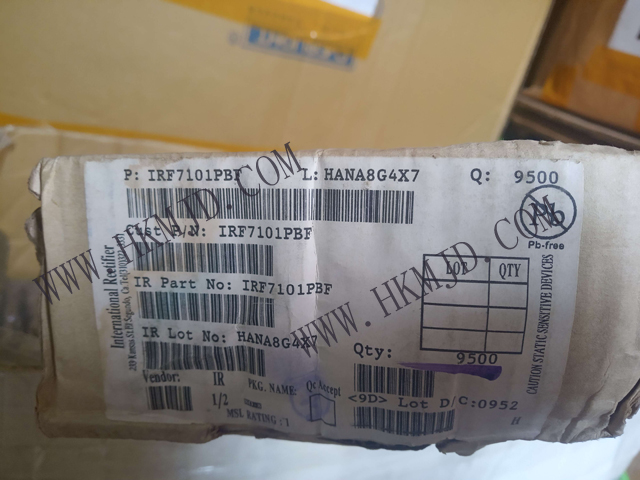 P: IRF7101PBF L: HANA8G4X7 Q: 9500
Pb
Pb-free
Cust P/N: IRF7101PBF
LOT QTY
IR Part No: IRF7101PBF
IR Lot No: HANA8G4X7
Qty: 9500
Vendor: IR
PKG. NAME: Qc Accept
1/2
<9D> Lot D/C:0952
MSL RATING : 1
H
International Rectifier
CAUTION STATIC SENSITIVE DEVICES
WWW.HKMJD.COM
WWW.HKMJD.COM